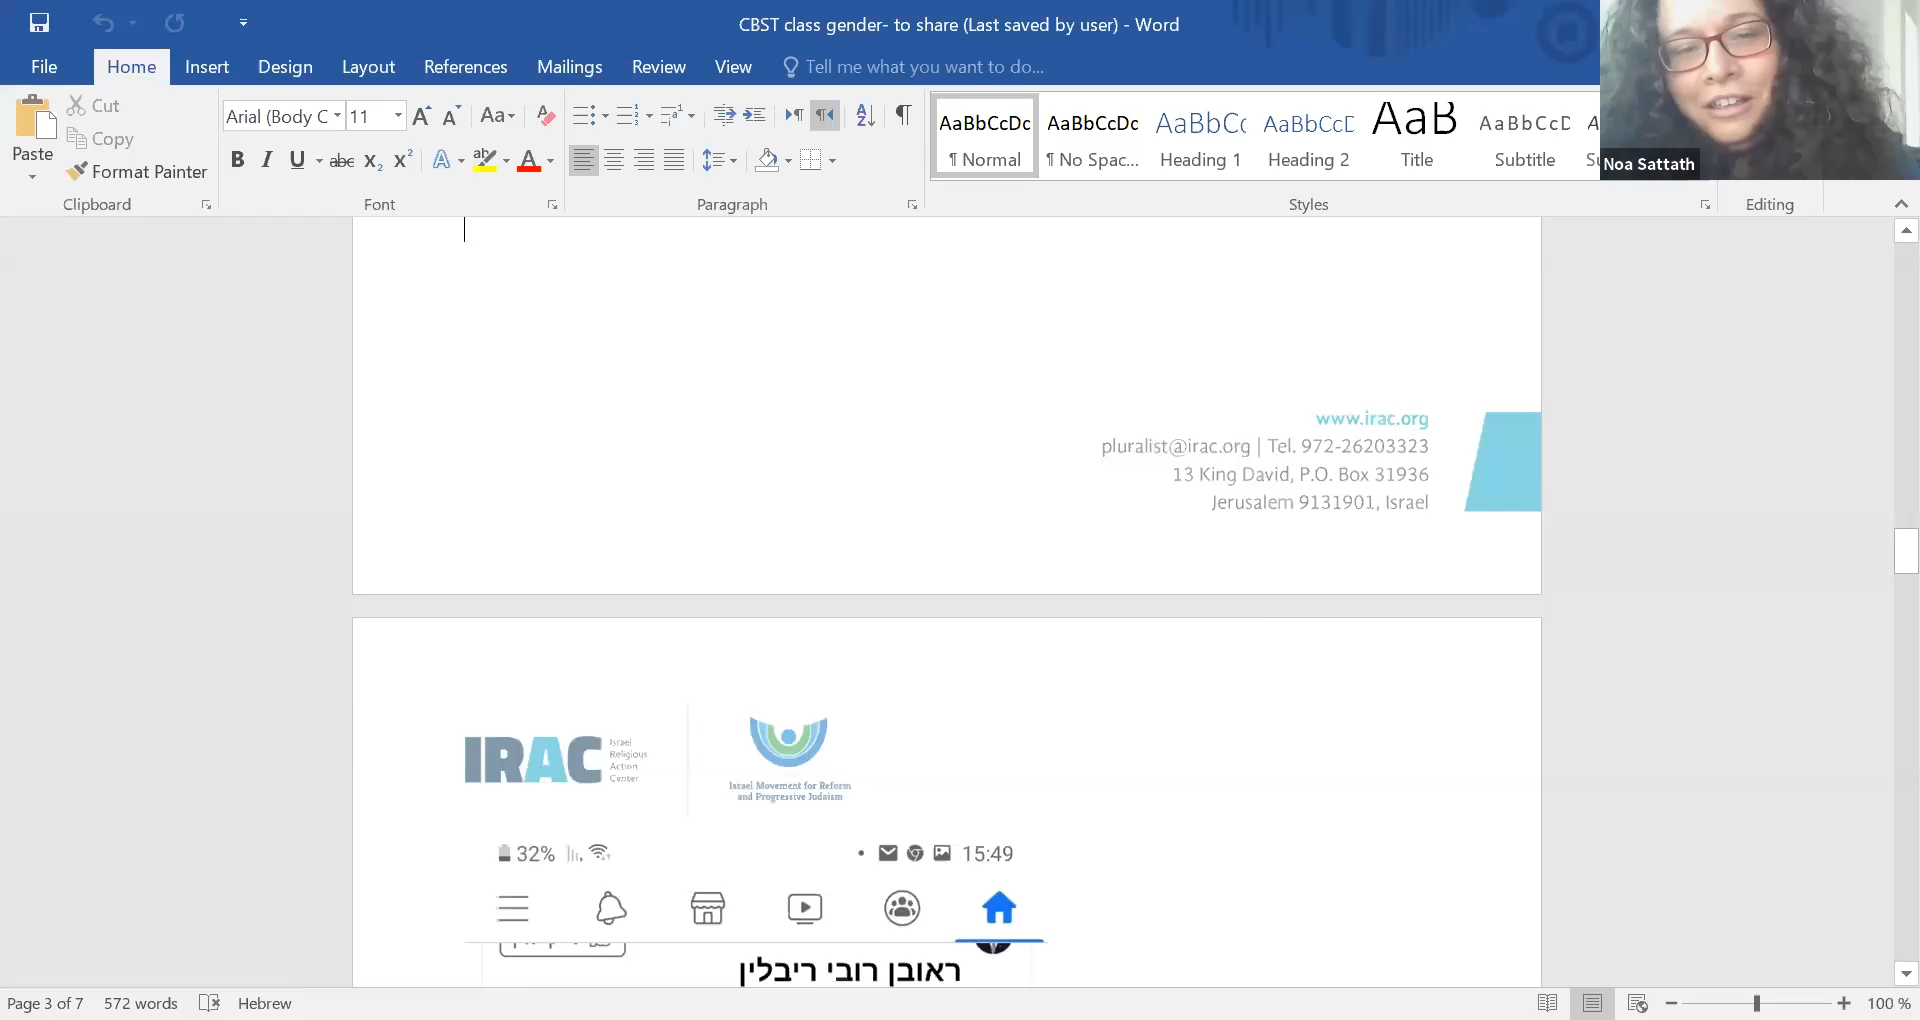 CBST class gender- to share (Last saved by user) - Word
File Home Insert Design Layout References Mailings Review View Tell me what you want to do...
Paste
Cut
Copy
Format Painter
Clipboard
Arial (Body C 11
Font
Paragraph
AaBbCcDc AaBbCcDc AaBbCc AaBbCcD AaB AaBbCcD
¶ Normal ¶ No Spac... Heading 1 Heading 2 Title Subtitle
Styles
Editing
Noa Sattath
www.irac.org
pluralist@irac.org | Tel. 972-26203323
13 King David, P.O. Box 31936
Jerusalem 9131901, Israel
IRAC
Israel
Religious
Action
Center
Israel Movement for Reform
and Progressive Judaism
32% 15:49
ראובן רובי ריבלין
Page 3 of 7 572 words Hebrew 100 %